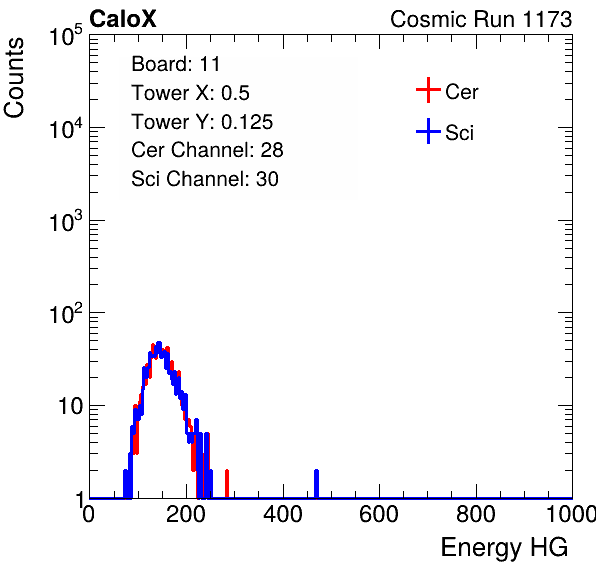 CaloX Cosmic Run 1173
Board: 11
Tower X: 0.5
Tower Y: 0.125
Cer Channel: 28
Sci Channel: 30
Cer
Sci
Counts
10^5
10^4
10^3
10^2
10
1
0 200 400 600 800 1000
Energy HG